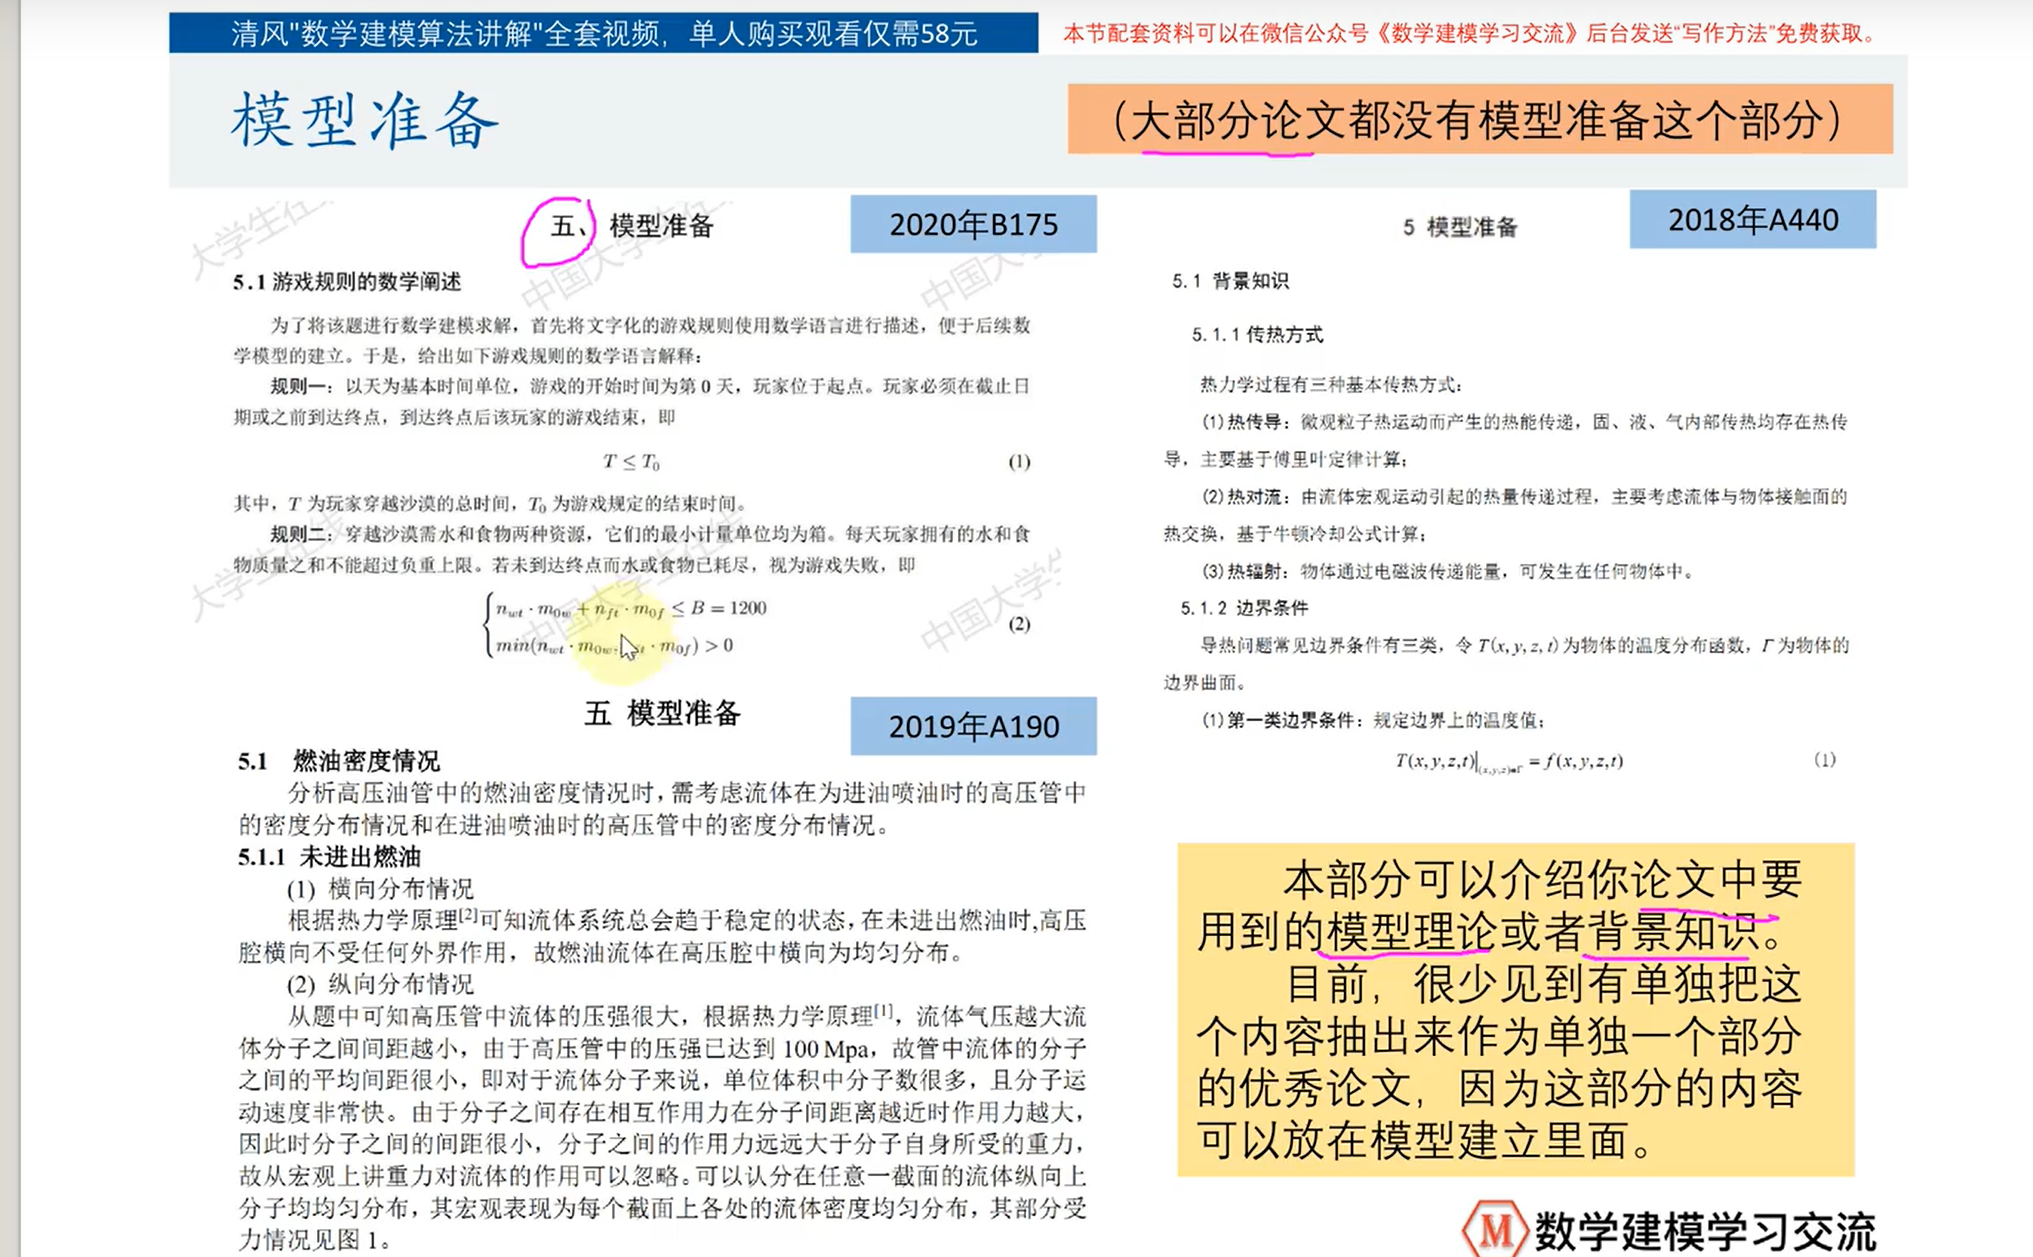 清风"数学建模算法讲解"全套视频，单人购买观看仅需58元
本节配套资料可以在微信公众号《数学建模学习交流》后台发送“写作方法”免费获取。
模型准备
（大部分论文都没有模型准备这个部分）
五、 模型准备
2020年B175
5.1 游戏规则的数学阐述
为了将该题进行数学建模求解，首先将文字化的游戏规则使用数学语言进行描述，便于后续数
学模型的建立。于是，给出如下游戏规则的数学语言解释：
规则一：以天为基本时间单位，游戏的开始时间为第 0 天，玩家位于起点。玩家必须在截止日
期或之前到达终点，到达终点后该玩家的游戏结束，即
T ≤ T₀ (1)
其中，T 为玩家穿越沙漠的总时间，T₀ 为游戏规定的结束时间。
规则二：穿越沙漠需水和食物两种资源，它们的最小计量单位均为箱。每天玩家拥有的水和食
物质量之和不能超过负重上限。若未到达终点而水或食物已耗尽，视为游戏失败，即
n_wt · m_0w + n_ft · m_0f ≤ B = 1200
min(n_wt · m_0w, · m_0f) > 0
(2)
五 模型准备
2019年A190
5.1 燃油密度情况
分析高压油管中的燃油密度情况时，需考虑流体在为进油喷油时的高压管中
的密度分布情况和在进油喷油时的高压管中的密度分布情况。
5.1.1 未进出燃油
(1) 横向分布情况
根据热力学原理[2]可知流体系统总会趋于稳定的状态，在未进出燃油时,高压
腔横向不受任何外界作用，故燃油流体在高压腔中横向为均匀分布。
(2) 纵向分布情况
从题中可知高压管中流体的压强很大，根据热力学原理[1]，流体气压越大流
体分子之间间距越小，由于高压管中的压强已达到 100 Mpa，故管中流体的分子
之间的平均间距很小，即对于流体分子来说，单位体积中分子数很多，且分子运
动速度非常快。由于分子之间存在相互作用力在分子间距离越近时作用力越大，
因此时分子之间的间距很小，分子之间的作用力远远大于分子自身所受的重力，
故从宏观上讲重力对流体的作用可以忽略。可以认分在任意一截面的流体纵向上
分子均均匀分布，其宏观表现为每个截面上各处的流体密度均匀分布，其部分受
力情况见图 1。
5 模型准备
2018年A440
5.1 背景知识
5.1.1 传热方式
热力学过程有三种基本传热方式：
(1)热传导：微观粒子热运动而产生的热能传递，固、液、气内部传热均存在热传
导，主要基于傅里叶定律计算；
(2)热对流：由流体宏观运动引起的热量传递过程，主要考虑流体与物体接触面的
热交换，基于牛顿冷却公式计算；
(3)热辐射：物体通过电磁波传递能量，可发生在任何物体中。
5.1.2 边界条件
导热问题常见边界条件有三类，令 T(x, y, z, t) 为物体的温度分布函数，Γ 为物体的
边界曲面。
(1)第一类边界条件：规定边界上的温度值；
T(x,y,z,t)|(x,y,z)∈Γ = f(x,y,z,t) (1)
本部分可以介绍你论文中要
用到的模型理论或者背景知识。
目前，很少见到有单独把这
个内容抽出来作为单独一个部分
的优秀论文，因为这部分的内容
可以放在模型建立里面。
M 数学建模学习交流